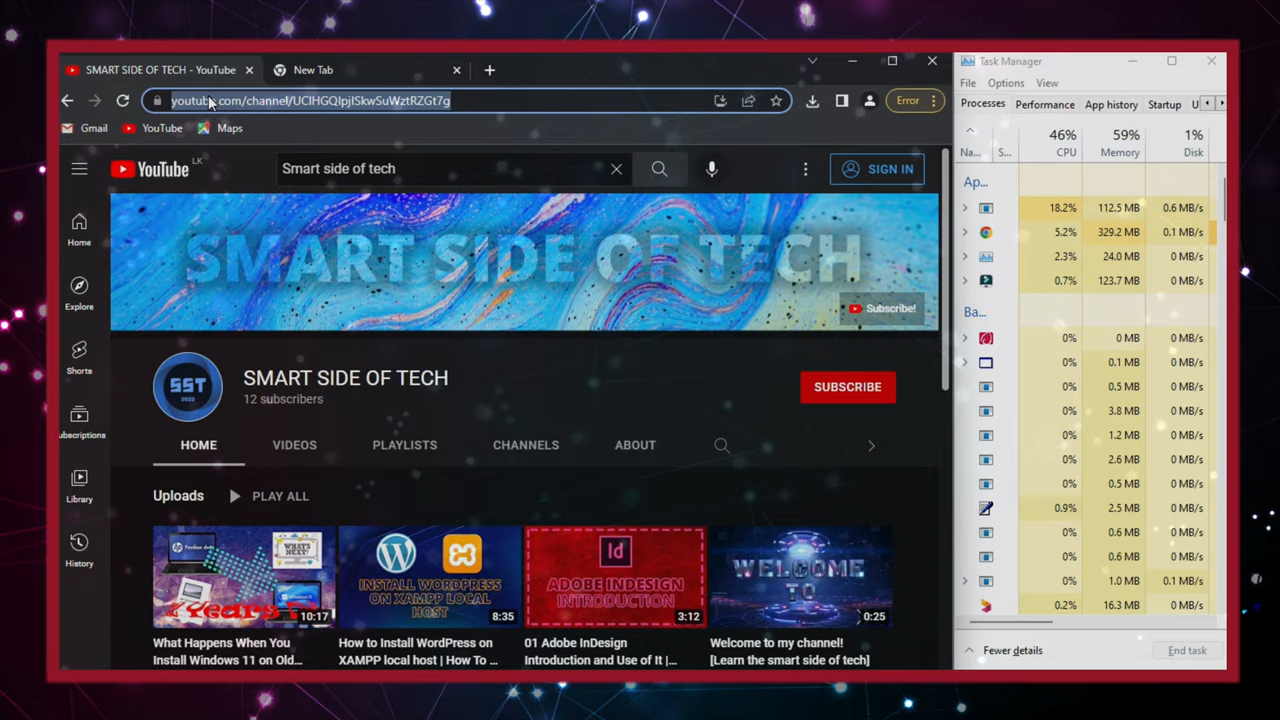 SMART SIDE OF TECH - YouTube
New Tab
youtube.com/channel/UClHGQIpjISkwSuWztRZGt7g
Error
Gmail
YouTube
Maps
YouTube LK
Smart side of tech
SIGN IN
Home
Explore
Shorts
ubscriptions
Library
History
SMART SIDE OF TECH
Subscribe!
SST
2022
SMART SIDE OF TECH
12 subscribers
SUBSCRIBE
HOME VIDEOS PLAYLISTS CHANNELS ABOUT
Uploads PLAY ALL
hp Pavilion
WHATS NEXT?
10:17
INSTALL WORDPRESS
ON XAMPP LOCAL
HOST
8:35
Id
ADOBE INDESIGN
INTRODUCTION
3:12
WELCOME
TO
0:25
What Happens When You
Install Windows 11 on Old...
How to Install WordPress on
XAMPP local host | How To ...
01 Adobe InDesign
Introduction and Use of It |...
Welcome to my channel!
[Learn the smart side of tech]
Task Manager
File Options View
Processes Performance App history Startup U
46% 59% 1%
Na... S... CPU Memory Disk
Ap...
18.2% 112.5 MB 0.6 MB/s
5.2% 329.2 MB 0.1 MB/s
2.3% 24.0 MB 0 MB/s
0.7% 123.7 MB 0 MB/s
Ba...
0% 0 MB 0 MB/s
0% 0.1 MB 0 MB/s
0% 0.5 MB 0 MB/s
0% 3.8 MB 0 MB/s
0% 1.2 MB 0 MB/s
0% 2.6 MB 0 MB/s
0% 0.5 MB 0 MB/s
0.9% 2.5 MB 0 MB/s
0% 0.6 MB 0 MB/s
0% 0.6 MB 0 MB/s
0% 1.0 MB 0.1 MB/s
0.2% 16.3 MB 0 MB/s
Fewer details
End task